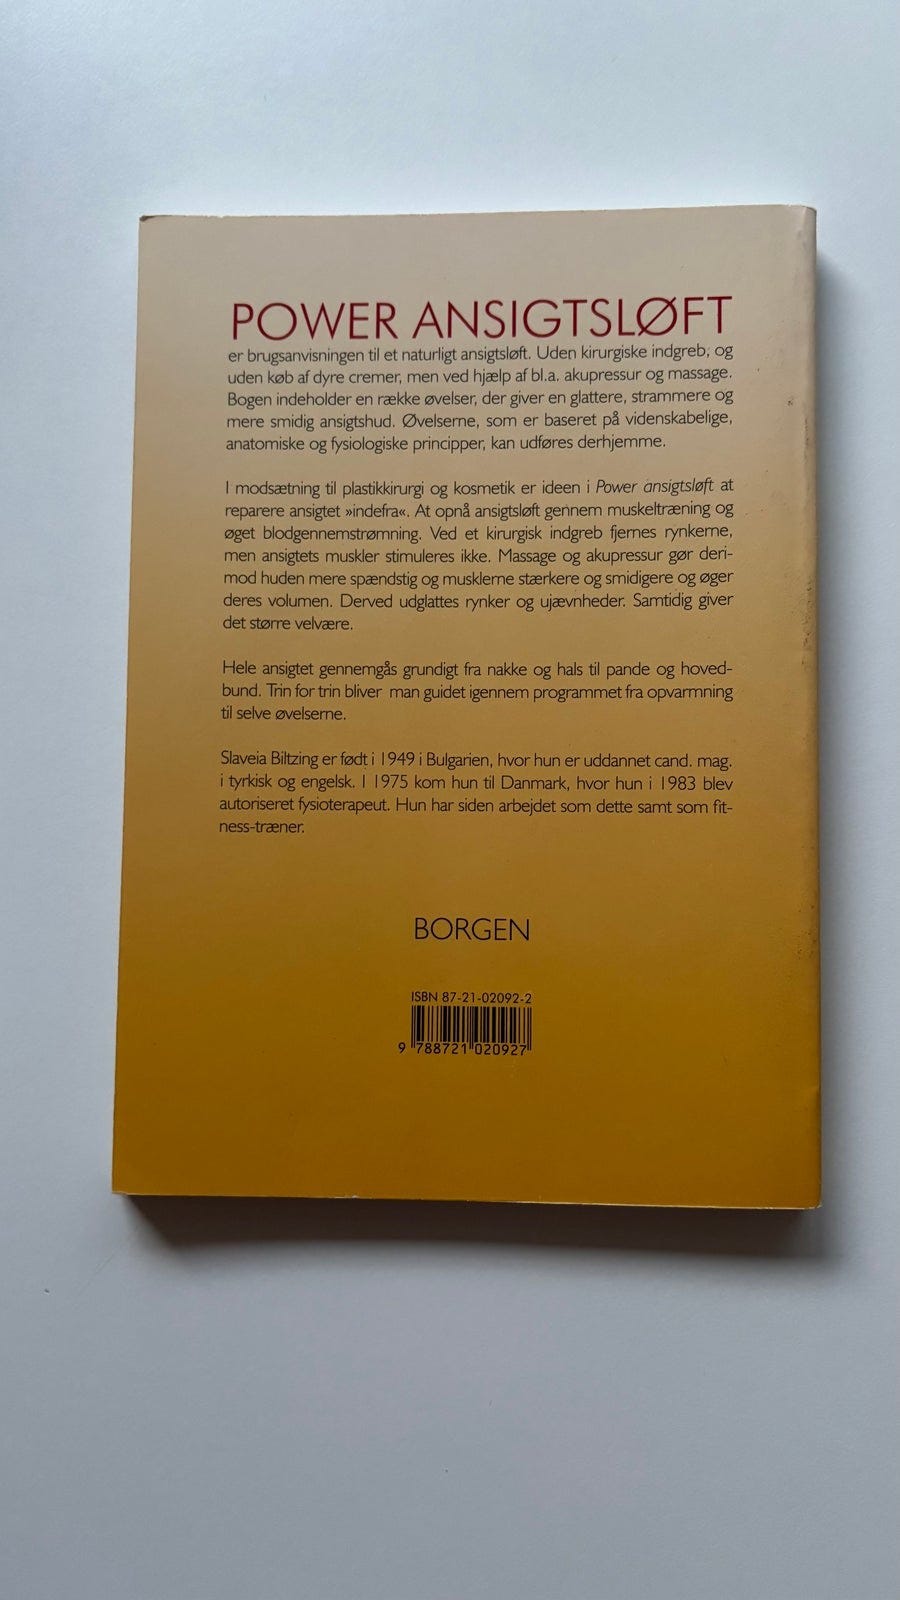 POWER ANSIGTSLØFT
er brugsanvisningen til et naturligt ansigtsløft. Uden kirurgiske indgreb, og
uden køb af dyre cremer, men ved hjælp af bl.a. akupressur og massage.
Bogen indeholder en række øvelser, der giver en glattere, strammere og
mere smidig ansigtshud. Øvelserne, som er baseret på videnskabelige,
anatomiske og fysiologiske principper, kan udføres derhjemme.
I modsætning til plastikkirurgi og kosmetik er ideen i Power ansigtsløft at
reparere ansigtet »indefra«. At opnå ansigtsløft gennem muskeltræning og
øget blodgennemstrømning. Ved et kirurgisk indgreb fjernes rynkerne,
men ansigtets muskler stimuleres ikke. Massage og akupressur gør deri-
mod huden mere spændstig og musklerne stærkere og smidigere og øger
deres volumen. Derved udglattes rynker og ujævnheder. Samtidig giver
det større velvære.
Hele ansigtet gennemgås grundigt fra nakke og hals til pande og hoved-
bund. Trin for trin bliver man guidet igennem programmet fra opvarmning
til selve øvelserne.
Slaveia Biltzing er født i 1949 i Bulgarien, hvor hun er uddannet cand. mag.
i tyrkisk og engelsk. I 1975 kom hun til Danmark, hvor hun i 1983 blev
autoriseret fysioterapeut. Hun har siden arbejdet som dette samt som fit-
ness-træner.
BORGEN
ISBN 87-21-02092-2
9 788721 020927